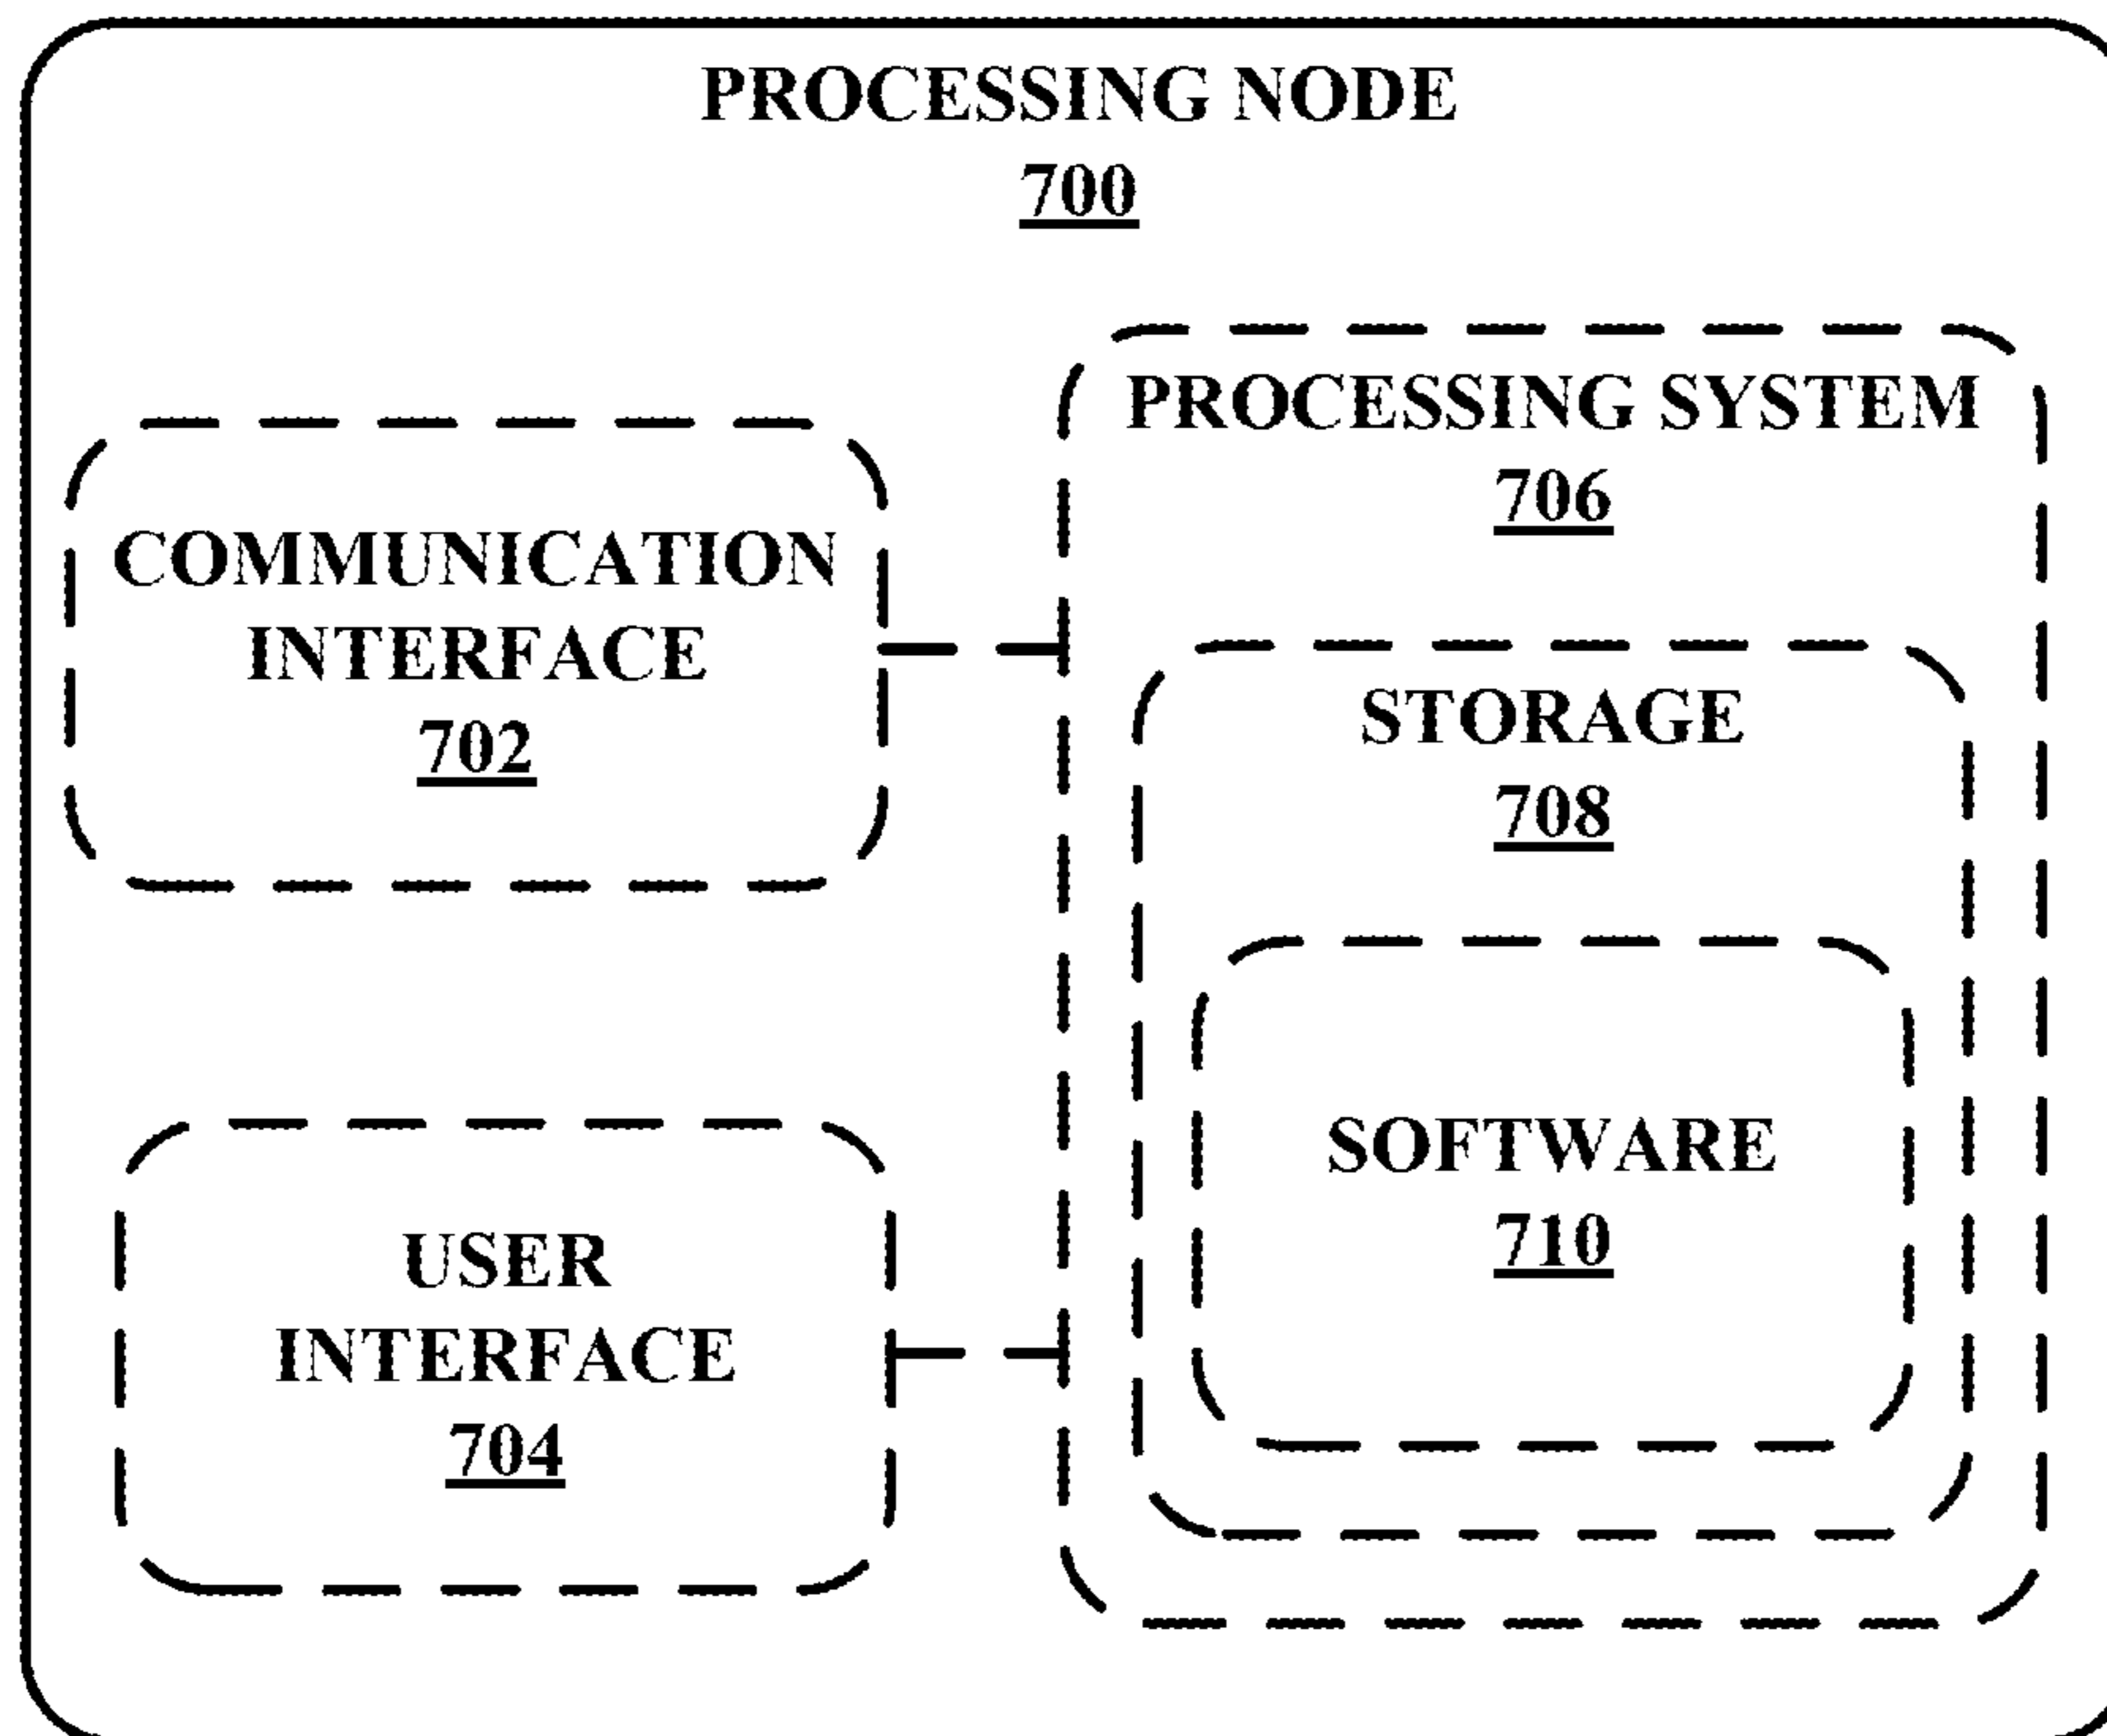 PROCESSING NODE
700
PROCESSING SYSTEM
706
COMMUNICATION
INTERFACE
702
STORAGE
708
SOFTWARE
710
USER
INTERFACE
704